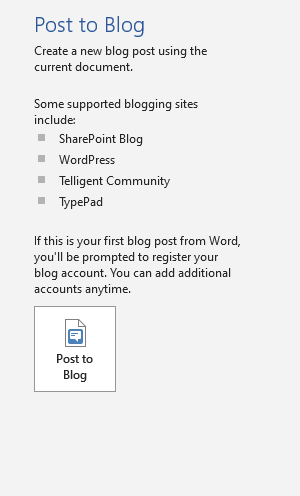 Post to Blog
Create a new blog post using the
current document.
Some supported blogging sites
include:
SharePoint Blog
WordPress
Telligent Community
TypePad
If this is your first blog post from Word,
you'll be prompted to register your
blog account. You can add additional
accounts anytime.
Post to
Blog